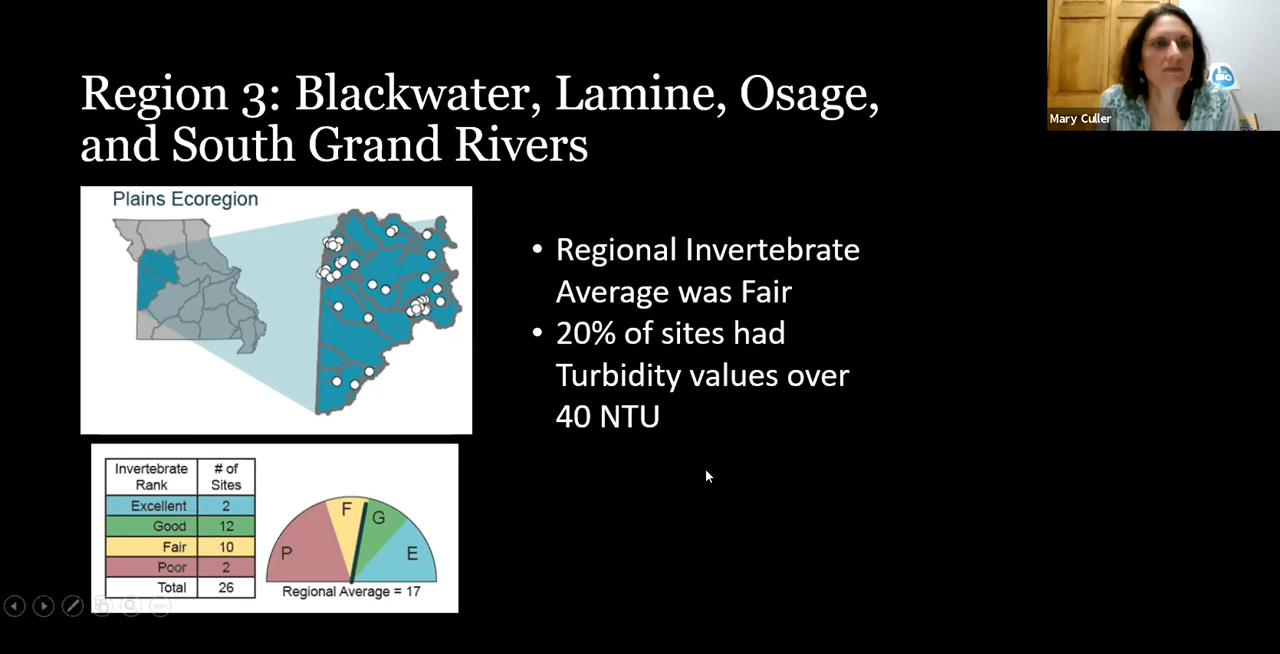 Region 3: Blackwater, Lamine, Osage,
and South Grand Rivers
Mary Culler
Plains Ecoregion
• Regional Invertebrate
Average was Fair
• 20% of sites had
Turbidity values over
40 NTU
Invertebrate Rank # of Sites
Excellent 2
Good 12
Fair 10
Poor 2
Total 26
P F G E
Regional Average = 17